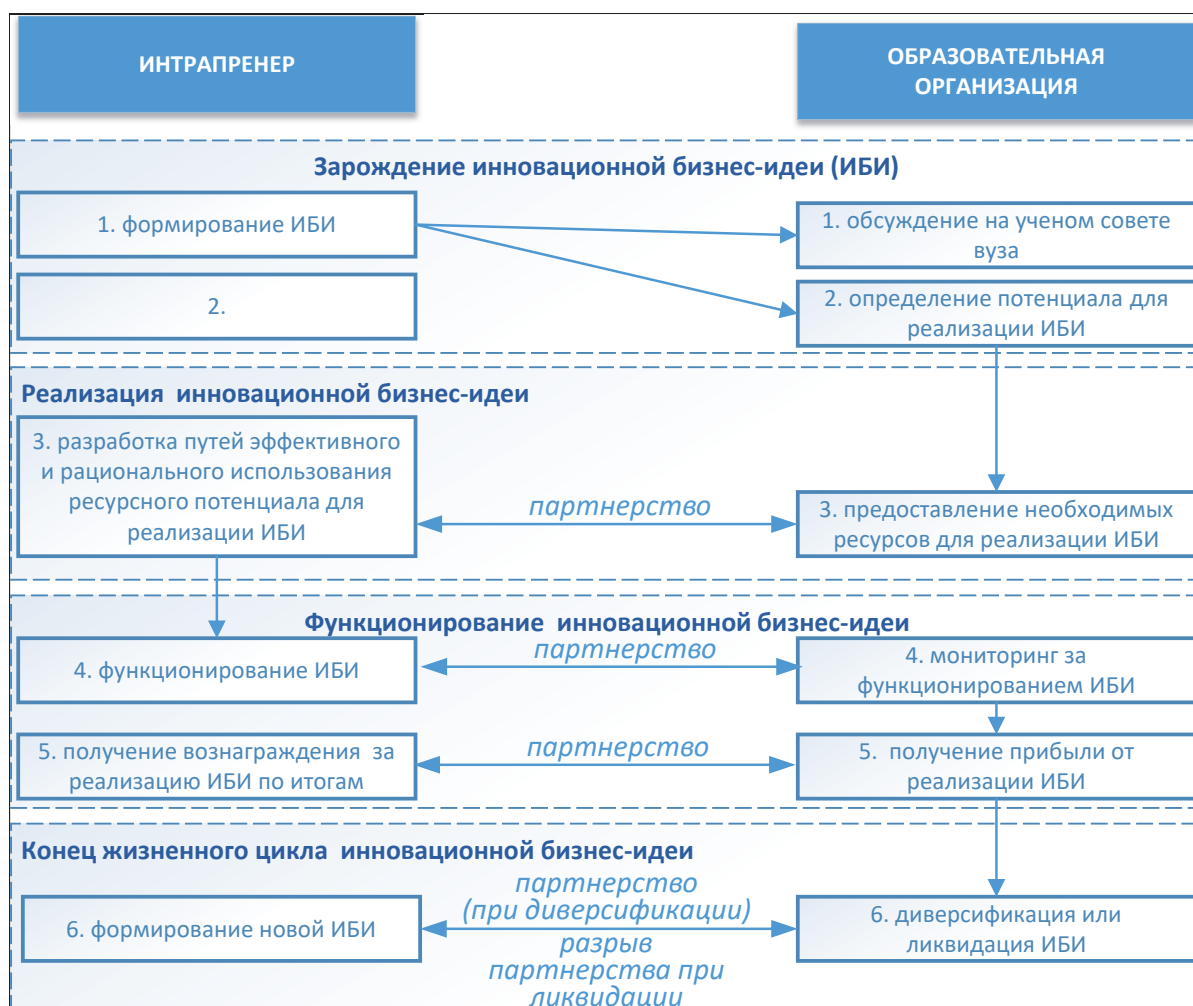 ИНТРАПРЕНЕР
ОБРАЗОВАТЕЛЬНАЯ
ОРГАНИЗАЦИЯ
Зарождение инновационной бизнес-идеи (ИБИ)
1. формирование ИБИ
1. обсуждение на ученом совете
вуза
2.
2. определение потенциала для
реализации ИБИ
Реализация инновационной бизнес-идеи
3. разработка путей эффективного
и рационального использования
ресурсного потенциала для
реализации ИБИ
партнерство
3. предоставление необходимых
ресурсов для реализации ИБИ
Функционирование инновационной бизнес-идеи
4. функционирование ИБИ
партнерство
4. мониторинг за
функционированием ИБИ
5. получение вознаграждения за
реализацию ИБИ по итогам
партнерство
5. получение прибыли от
реализации ИБИ
Конец жизненного цикла инновационной бизнес-идеи
6. формирование новой ИБИ
партнерство
(при диверсификации)
разрыв
партнерства при
ликвидации
6. диверсификация или
ликвидация ИБИ